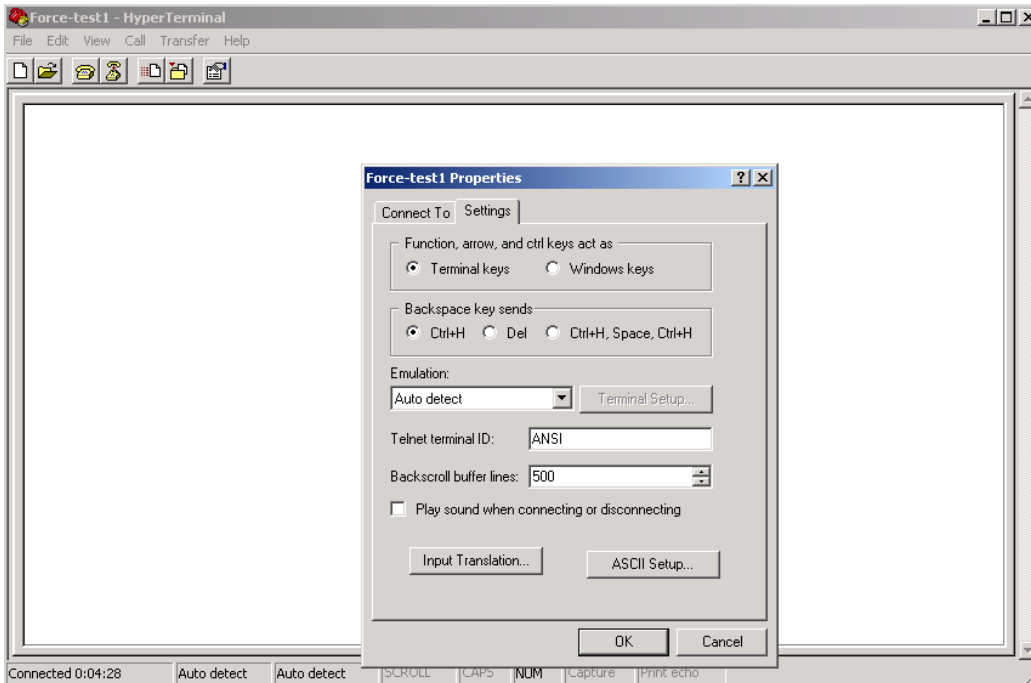 Force-test1 - HyperTerminal
File Edit View Call Transfer Help
Force-test1 Properties
Connect To Settings
Function, arrow, and ctrl keys act as
Terminal keys Windows keys
Backspace key sends
Ctrl+H Del Ctrl+H, Space, Ctrl+H
Emulation:
Auto detect Terminal Setup...
Telnet terminal ID: ANSI
Backscroll buffer lines: 500
Play sound when connecting or disconnecting
Input Translation... ASCII Setup...
OK Cancel
Connected 0:04:28 Auto detect Auto detect SCROLL CAPS NUM Capture Print echo